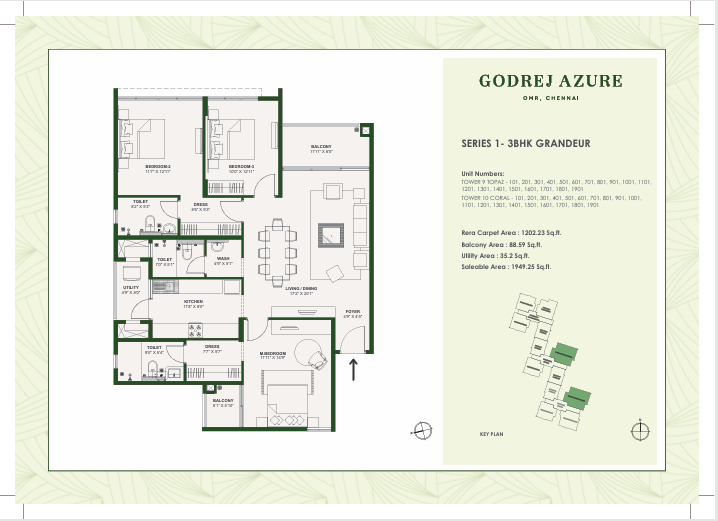 GODREJ AZURE
OMR, CHENNAI
SERIES 1- 3BHK GRANDEUR
Unit Numbers:
TOWER 9 TOPAZ - 101, 201, 301, 401, 501, 601, 701, 801, 901, 1001, 1101,
1201, 1301, 1401, 1501, 1601, 1701, 1801, 1901
TOWER 10 CORAL - 101, 201, 301, 401, 501, 601, 701, 801, 901, 1001,
1101, 1201, 1301, 1401, 1501, 1601, 1701, 1801, 1901
Rera Carpet Area : 1202.23 Sq.ft.
Balcony Area : 88.59 Sq.ft.
Utility Area : 35.2 Sq.ft.
Saleable Area : 1949.25 Sq.ft.
KEY PLAN
BALCONY
BEDROOM-2
BEDROOM-3
TOILET
DRESS
TOILET
WASH
UTILITY
LIVING / DINING
KITCHEN
FOYER
TOILET
DRESS
M.BEDROOM
BALCONY